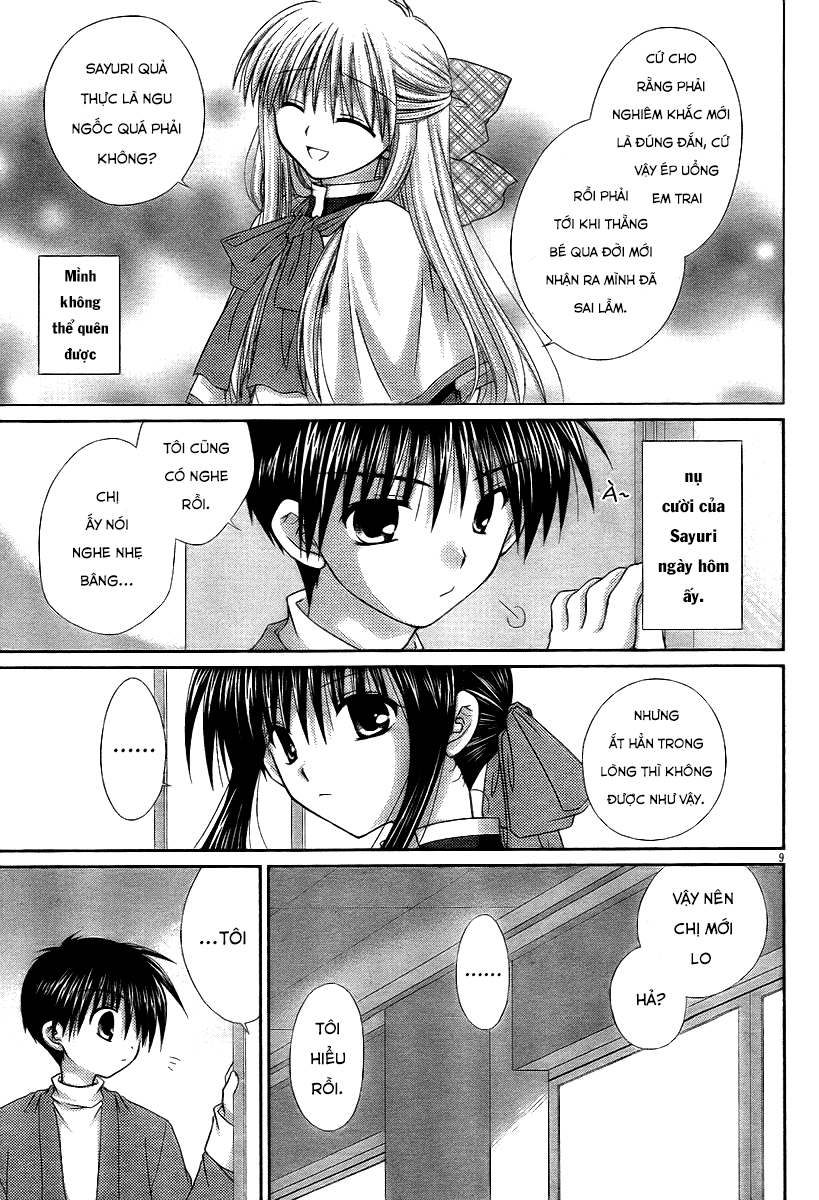 CỨ CHO
RẰNG PHẢI
NGHIÊM KHẮC MỚI
LÀ ĐÚNG ĐẮN, CỨ
VẬY ÉP UỔNG
EM TRAI
RỒI PHẢI
TỚI KHI THẰNG
BÉ QUA ĐỜI MỚI
NHẬN RA MÌNH ĐÃ
SAI LẦM.
SAYURI QUẢ
THỰC LÀ NGU
NGỐC QUÁ PHẢI
KHÔNG?
Mình
không
thể quên
được
nụ
cười của
Sayuri
ngày hôm
ấy.
À~
TÔI CŨNG
CÓ NGHE
RỒI.
CHỊ
ẤY NÓI
NGHE NHẸ
BÂNG...
NHƯNG
ẮT HẲN TRONG
LÒNG THÌ KHÔNG
ĐƯỢC NHƯ VẬY.
......
9
VẬY NÊN
CHỊ MỚI
LO
HẢ?
......
TÔI
HIỂU
RỒI.
...TÔI